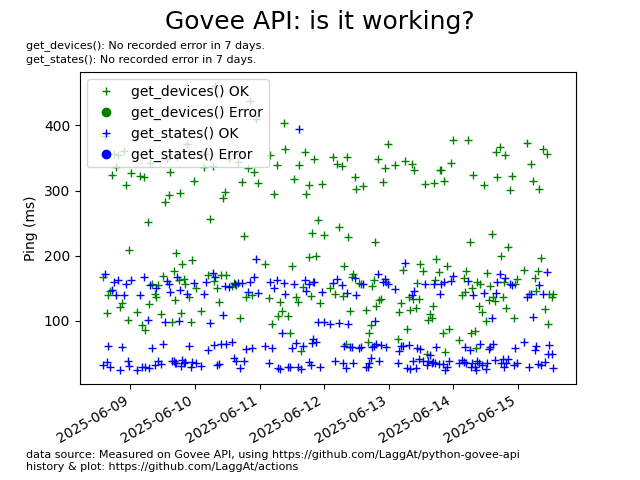 Govee API: is it working?
get_devices(): No recorded error in 7 days.
get_states(): No recorded error in 7 days.
get_devices() OK
get_devices() Error
get_states() OK
get_states() Error
400
300
200
100
Ping (ms)
2025-06-09
2025-06-10
2025-06-11
2025-06-12
2025-06-13
2025-06-14
2025-06-15
data source: Measured on Govee API, using https://github.com/LaggAt/python-govee-api
history & plot: https://github.com/LaggAt/actions